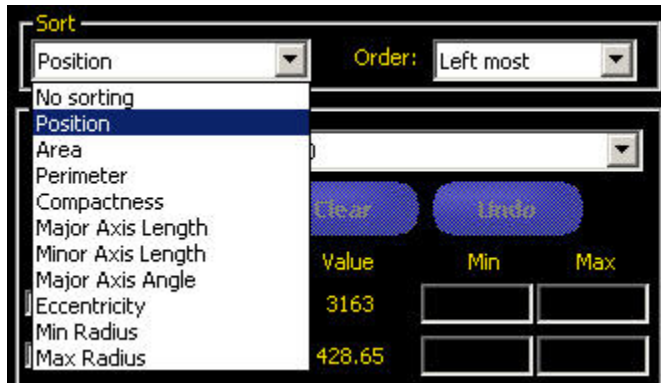 Sort
Position Order: Left most
No sorting
Position
Area
Perimeter
Compactness Clear Undo
Major Axis Length
Minor Axis Length Value Min Max
Major Axis Angle
Eccentricity 3163
Min Radius
Max Radius 428.65